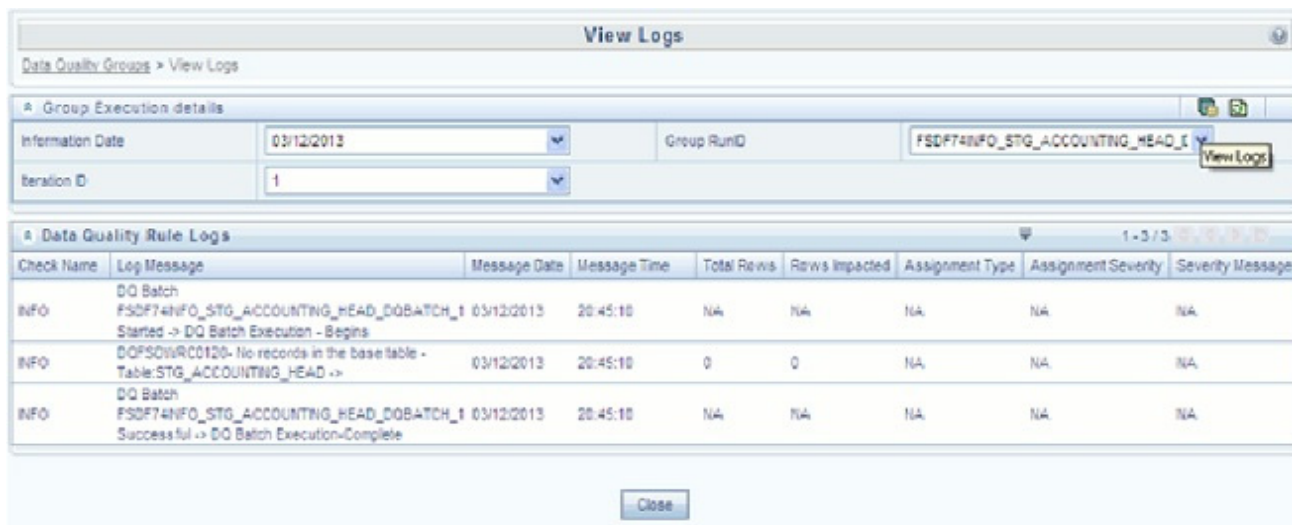 View Logs
Data Quality Groups > View Logs
Group Execution details
Information Date
03/12/2013
Group RunID
FSDF74INFO_STG_ACCOUNTING_HEAD_D
View Logs
Iteration ID
1
Data Quality Rule Logs
1 - 3 / 3
Check Name Log Message Message Date Message Time Total Rows Rows Impacted Assignment Type Assignment Severity Severity Message
DQ Batch
INFO FSDF74INFO_STG_ACCOUNTING_HEAD_DQBATCH_1 03/12/2013 20:45:10 NA NA NA NA NA
Started -> DQ Batch Execution - Begins
INFO No records in the base table - 03/12/2013 20:45:10 0 0 NA NA NA
Table:STG_ACCOUNTING_HEAD ->
DQ Batch
INFO FSDF74INFO_STG_ACCOUNTING_HEAD_DQBATCH_1 03/12/2013 20:45:10 NA NA NA NA NA
Successful -> DQ Batch Execution-Complete
Close